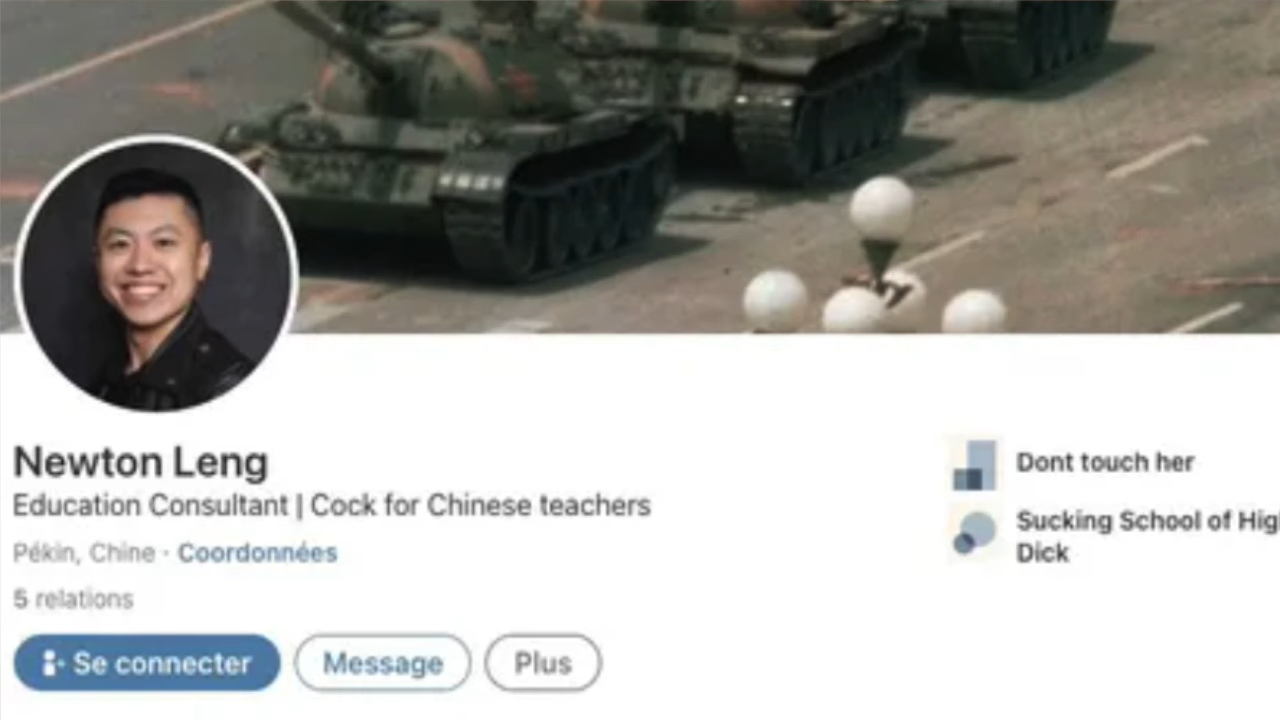 Newton Leng
Education Consultant | Cock for Chinese teachers
Pékin, Chine · Coordonnées
5 relations
Se connecter
Message
Plus
Dont touch her
Sucking School of Hig
Dick